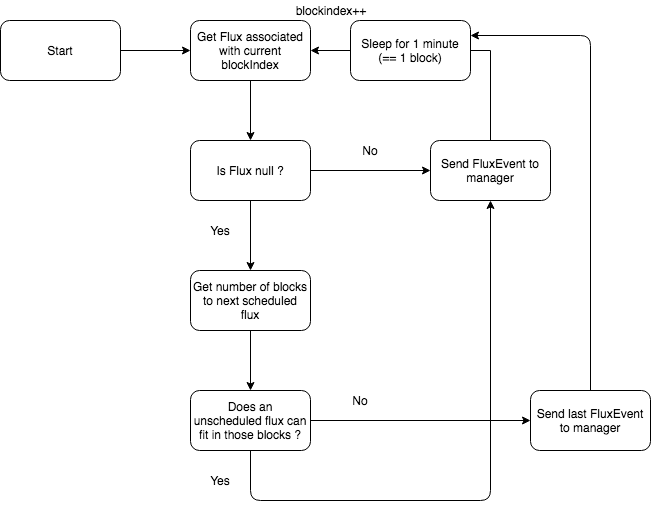 blockindex++
Start
Get Flux associated
with current
blockIndex
Sleep for 1 minute
(== 1 block)
Is Flux null ?
No
Send FluxEvent to
manager
Yes
Get number of blocks
to next scheduled
flux
Does an
unscheduled flux can
fit in those blocks ?
No
Send last FluxEvent
to manager
Yes